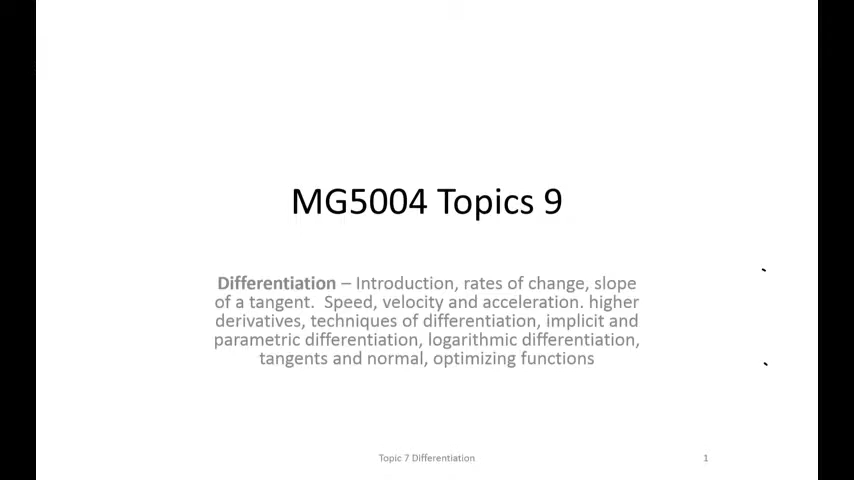 MG5004 Topics 9
Differentiation – Introduction, rates of change, slope
of a tangent.  Speed, velocity and acceleration. higher
derivatives, techniques of differentiation, implicit and
parametric differentiation, logarithmic differentiation,
tangents and normal, optimizing functions
Topic 7 Differentiation
1